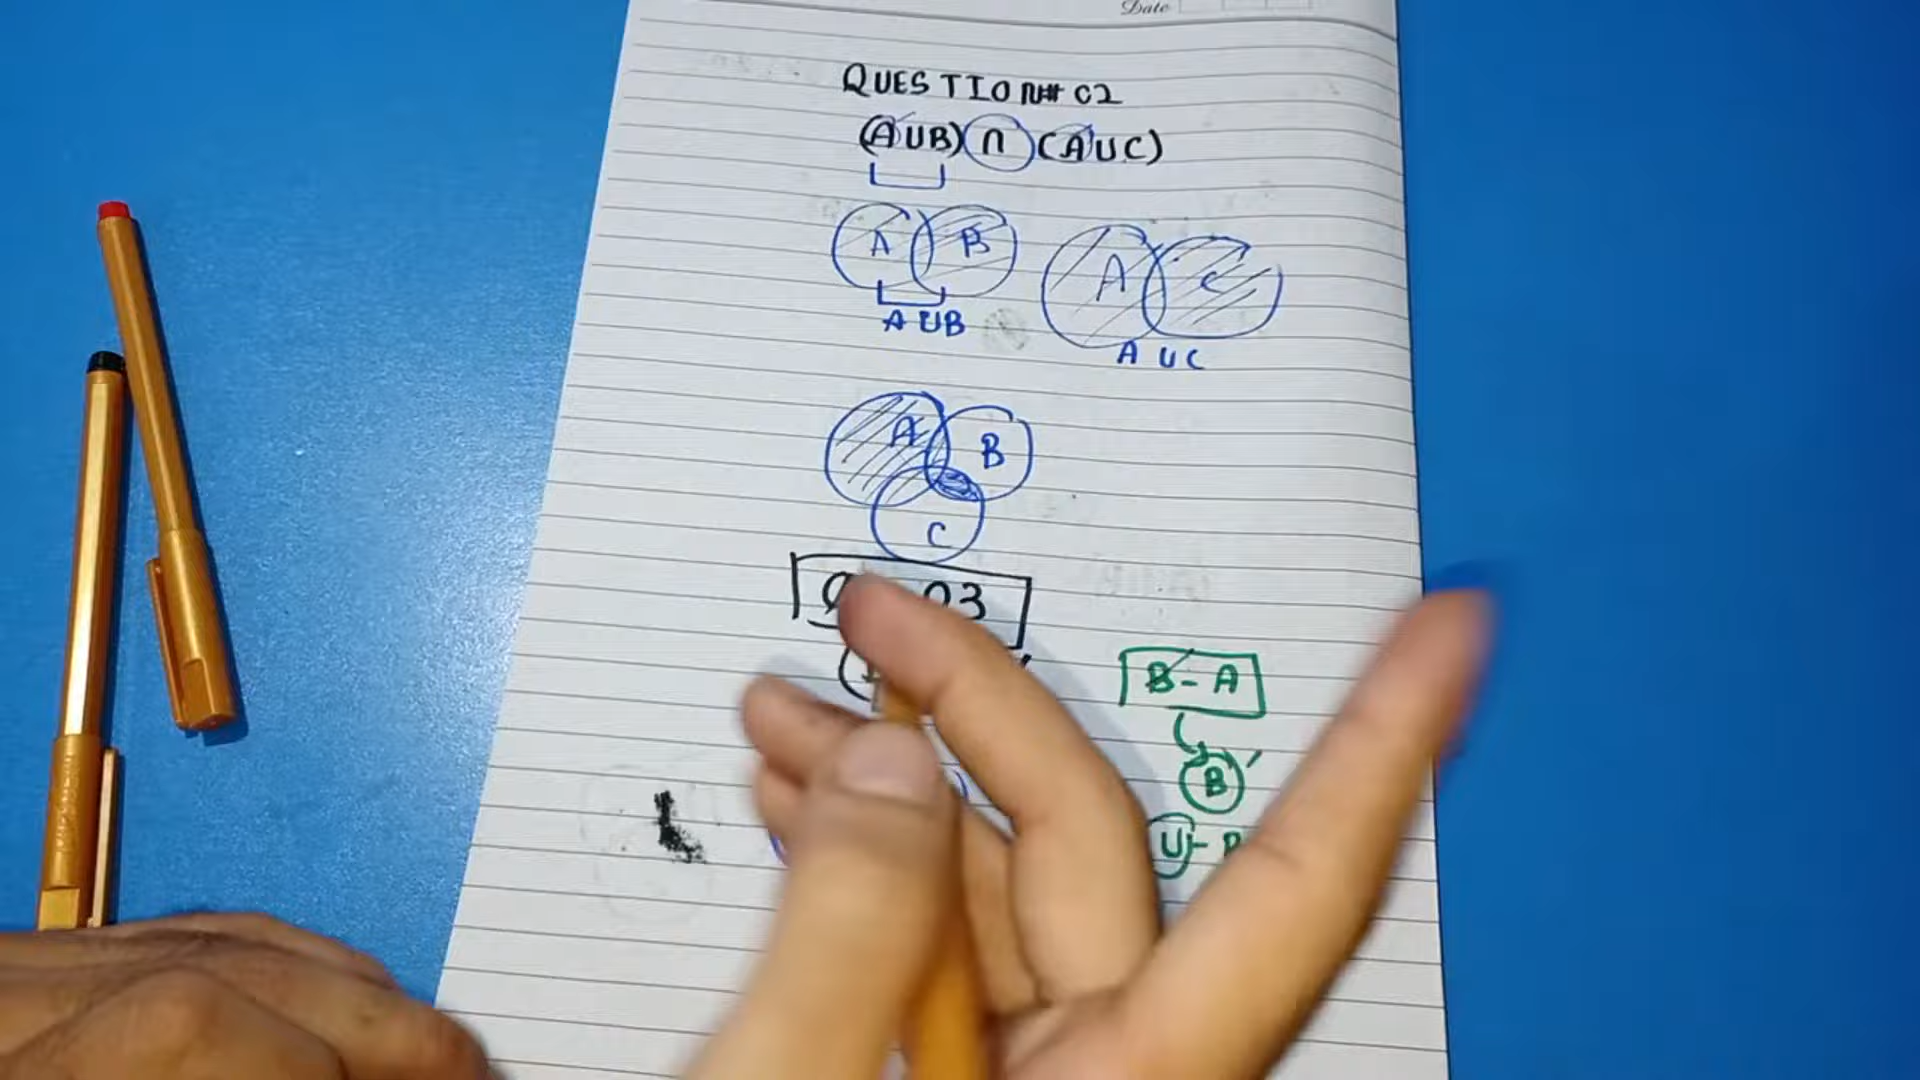 Date
QUESTION# 02
(AUB) ∩ (AUC)
A B
A C
AUB
AUC
A B
C
03
B - A
B'
U -